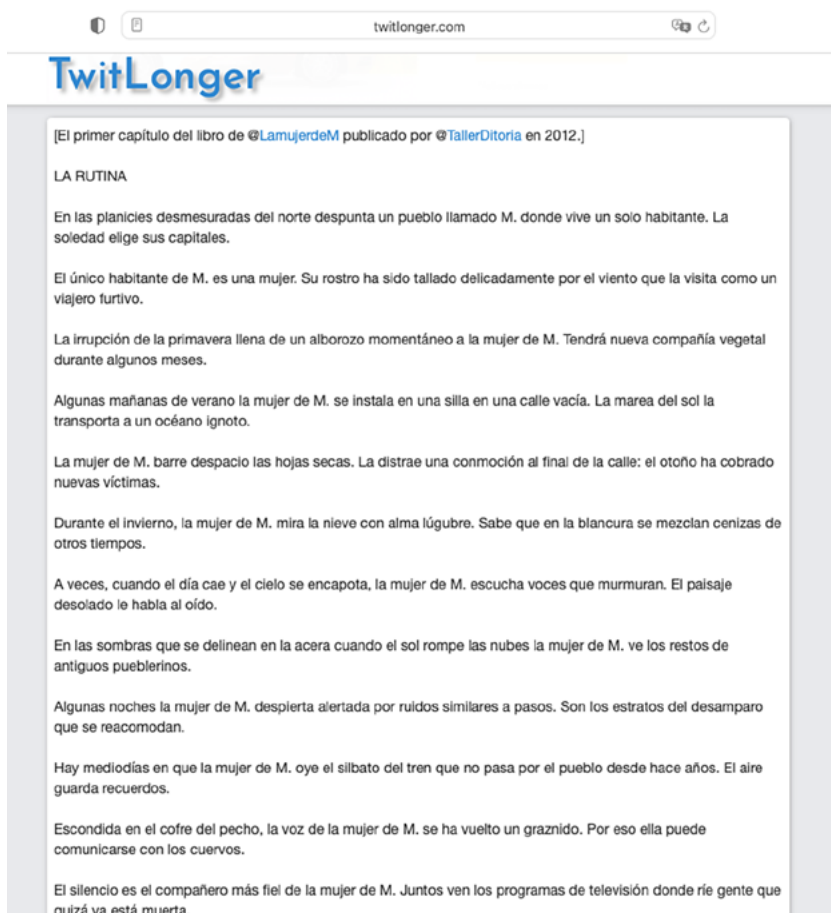 twitlonger.com
TwitLonger
[El primer capítulo del libro de @LamujerdeM publicado por @TallerDitoria en 2012.]
LA RUTINA
En las planicies desmesuradas del norte despunta un pueblo llamado M. donde vive un solo habitante. La
soledad elige sus capitales.
El único habitante de M. es una mujer. Su rostro ha sido tallado delicadamente por el viento que la visita como un
viajero furtivo.
La irrupción de la primavera llena de un alborozo momentáneo a la mujer de M. Tendrá nueva compañía vegetal
durante algunos meses.
Algunas mañanas de verano la mujer de M. se instala en una silla en una calle vacía. La marea del sol la
transporta a un océano ignoto.
La mujer de M. barre despacio las hojas secas. La distrae una conmoción al final de la calle: el otoño ha cobrado
nuevas víctimas.
Durante el invierno, la mujer de M. mira la nieve con alma lúgubre. Sabe que en la blancura se mezclan cenizas de
otros tiempos.
A veces, cuando el día cae y el cielo se encapota, la mujer de M. escucha voces que murmuran. El paisaje
desolado le habla al oído.
En las sombras que se delinean en la acera cuando el sol rompe las nubes la mujer de M. ve los restos de
antiguos pueblerinos.
Algunas noches la mujer de M. despierta alertada por ruidos similares a pasos. Son los estratos del desamparo
que se reacomodan.
Hay mediodías en que la mujer de M. oye el silbato del tren que no pasa por el pueblo desde hace años. El aire
guarda recuerdos.
Escondida en el cofre del pecho, la voz de la mujer de M. se ha vuelto un graznido. Por eso ella puede
comunicarse con los cuervos.
El silencio es el compañero más fiel de la mujer de M. Juntos ven los programas de televisión donde ríe gente que
quizá ya está muerta.